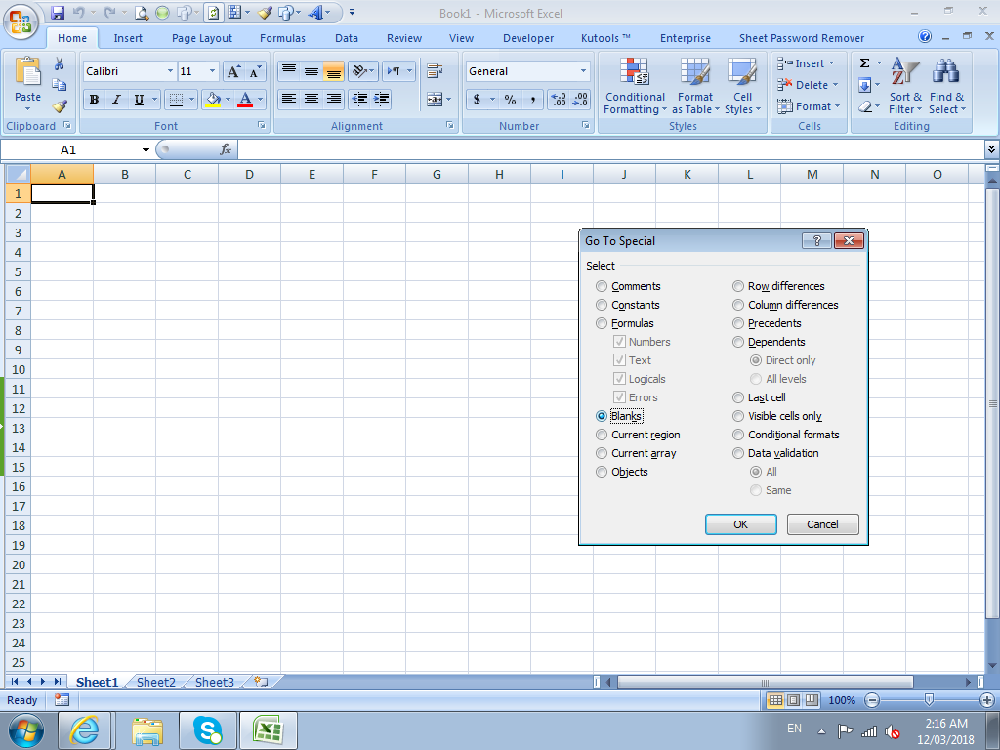 Book1 - Microsoft Excel
Home Insert Page Layout Formulas Data Review View Developer Kutools ™ Enterprise Sheet Password Remover
Paste
Calibri 11
B I U
General
$ % ,
Conditional Formatting
Format as Table
Cell Styles
Insert
Delete
Format
Σ
Sort & Filter
Find & Select
Clipboard Font Alignment Number Styles Cells Editing
A1 fx
A B C D E F G H I J K L M N O
1
2
3
4
5
6
7
8
9
10
11
12
13
14
15
16
17
18
19
20
21
22
23
24
25
Go To Special
Select
Comments
Constants
Formulas
Numbers
Text
Logicals
Errors
Blanks
Current region
Current array
Objects
Row differences
Column differences
Precedents
Dependents
Direct only
All levels
Last cell
Visible cells only
Conditional formats
Data validation
All
Same
OK Cancel
Sheet1 Sheet2 Sheet3
Ready 100%
EN
2:16 AM
12/03/2018